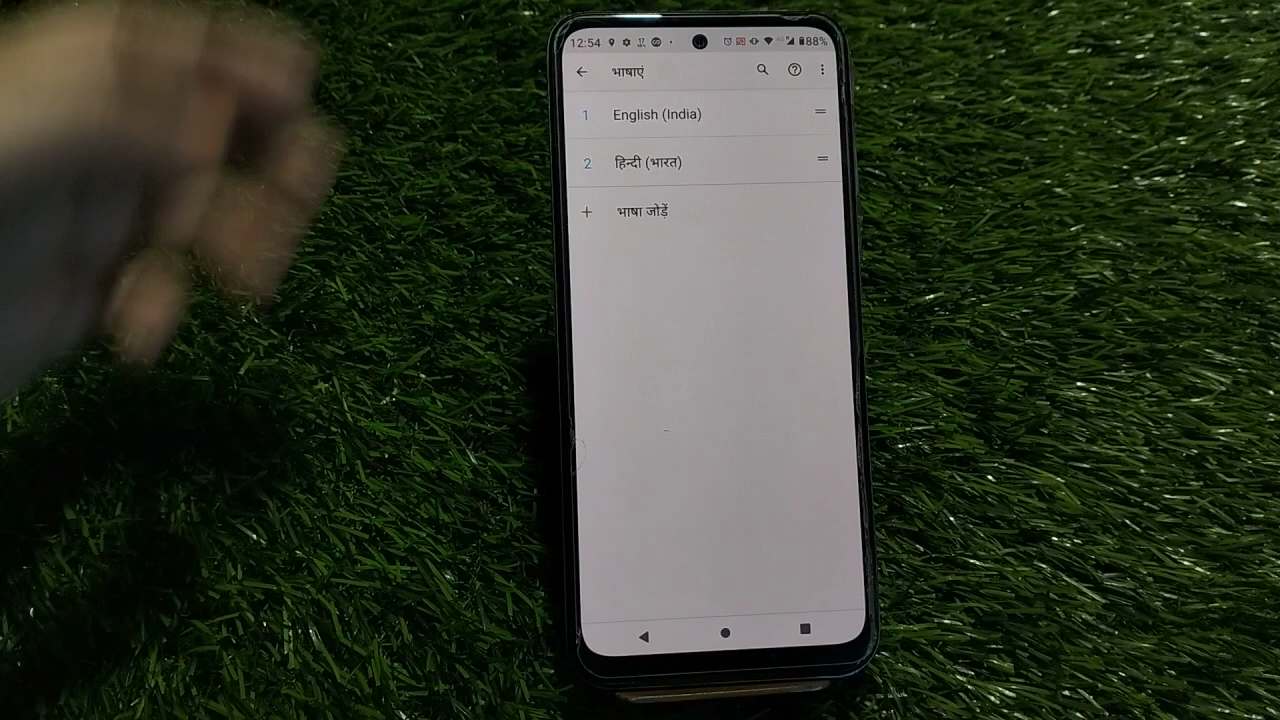 12:54
88%
भाषाएं
1 English (India)
2 हिन्दी (भारत)
+ भाषा जोड़ें